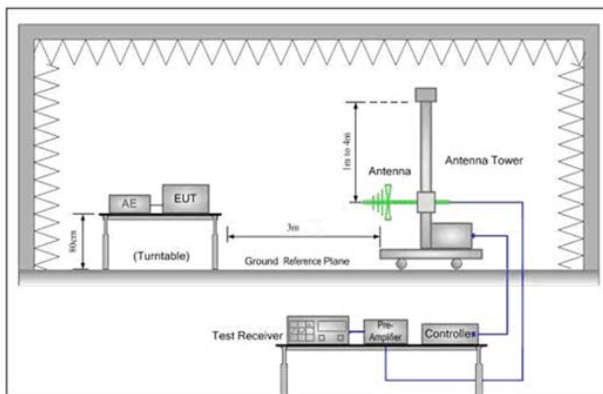 1m to 4m
Antenna
Antenna Tower
AE
EUT
80cm
(Turntable)
3m
Ground Reference Plane
Test Receiver
Pre-
Amplifier
Controller